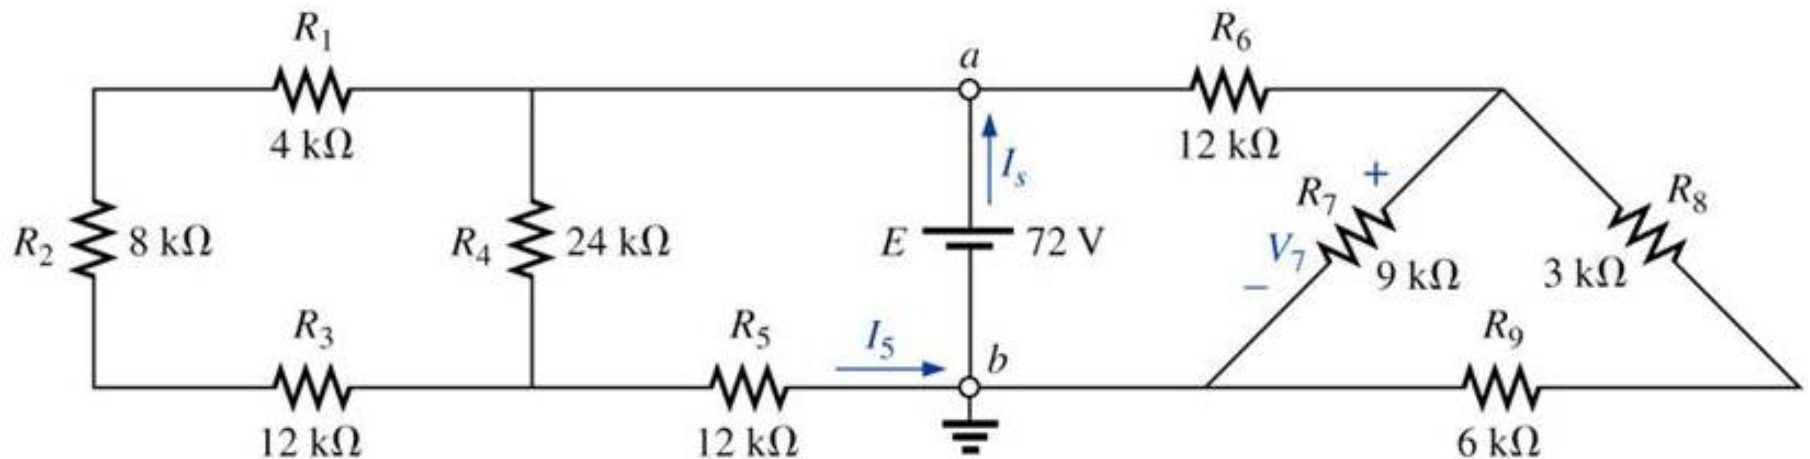 R₁
4 kΩ
R₂
8 kΩ
R₃
12 kΩ
R₄
24 kΩ
R₅
12 kΩ
I₅
a
Iₛ
E
72 V
b
R₆
12 kΩ
R₇
+
V₇
−
9 kΩ
R₈
3 kΩ
R₉
6 kΩ